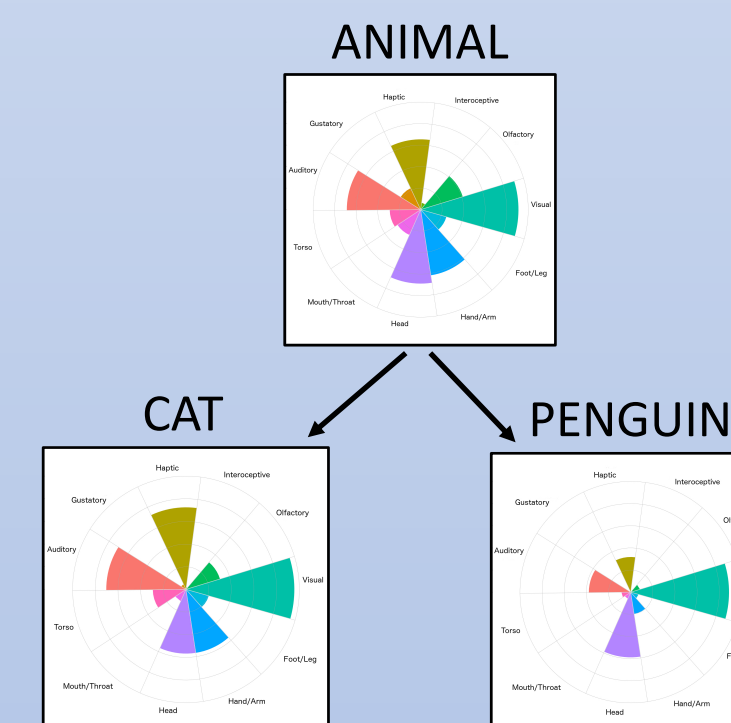 ANIMAL
Haptic
Interoceptive
Gustatory
Olfactory
Auditory
Visual
Torso
Foot/Leg
Mouth/Throat
Hand/Arm
Head
CAT
Haptic
Interoceptive
Gustatory
Olfactory
Auditory
Visual
Torso
Foot/Leg
Mouth/Throat
Hand/Arm
Head
PENGUIN
Haptic
Interoceptive
Gustatory
Auditory
Torso
Mouth/Throat
Hand/Arm
Head